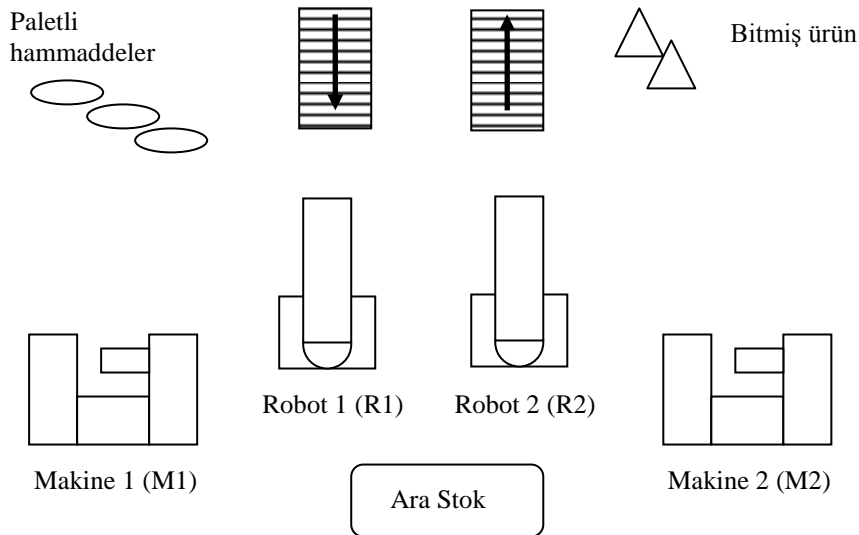 Paletli
hammaddeler
Bitmiş ürün
Robot 1 (R1)
Robot 2 (R2)
Makine 1 (M1)
Ara Stok
Makine 2 (M2)